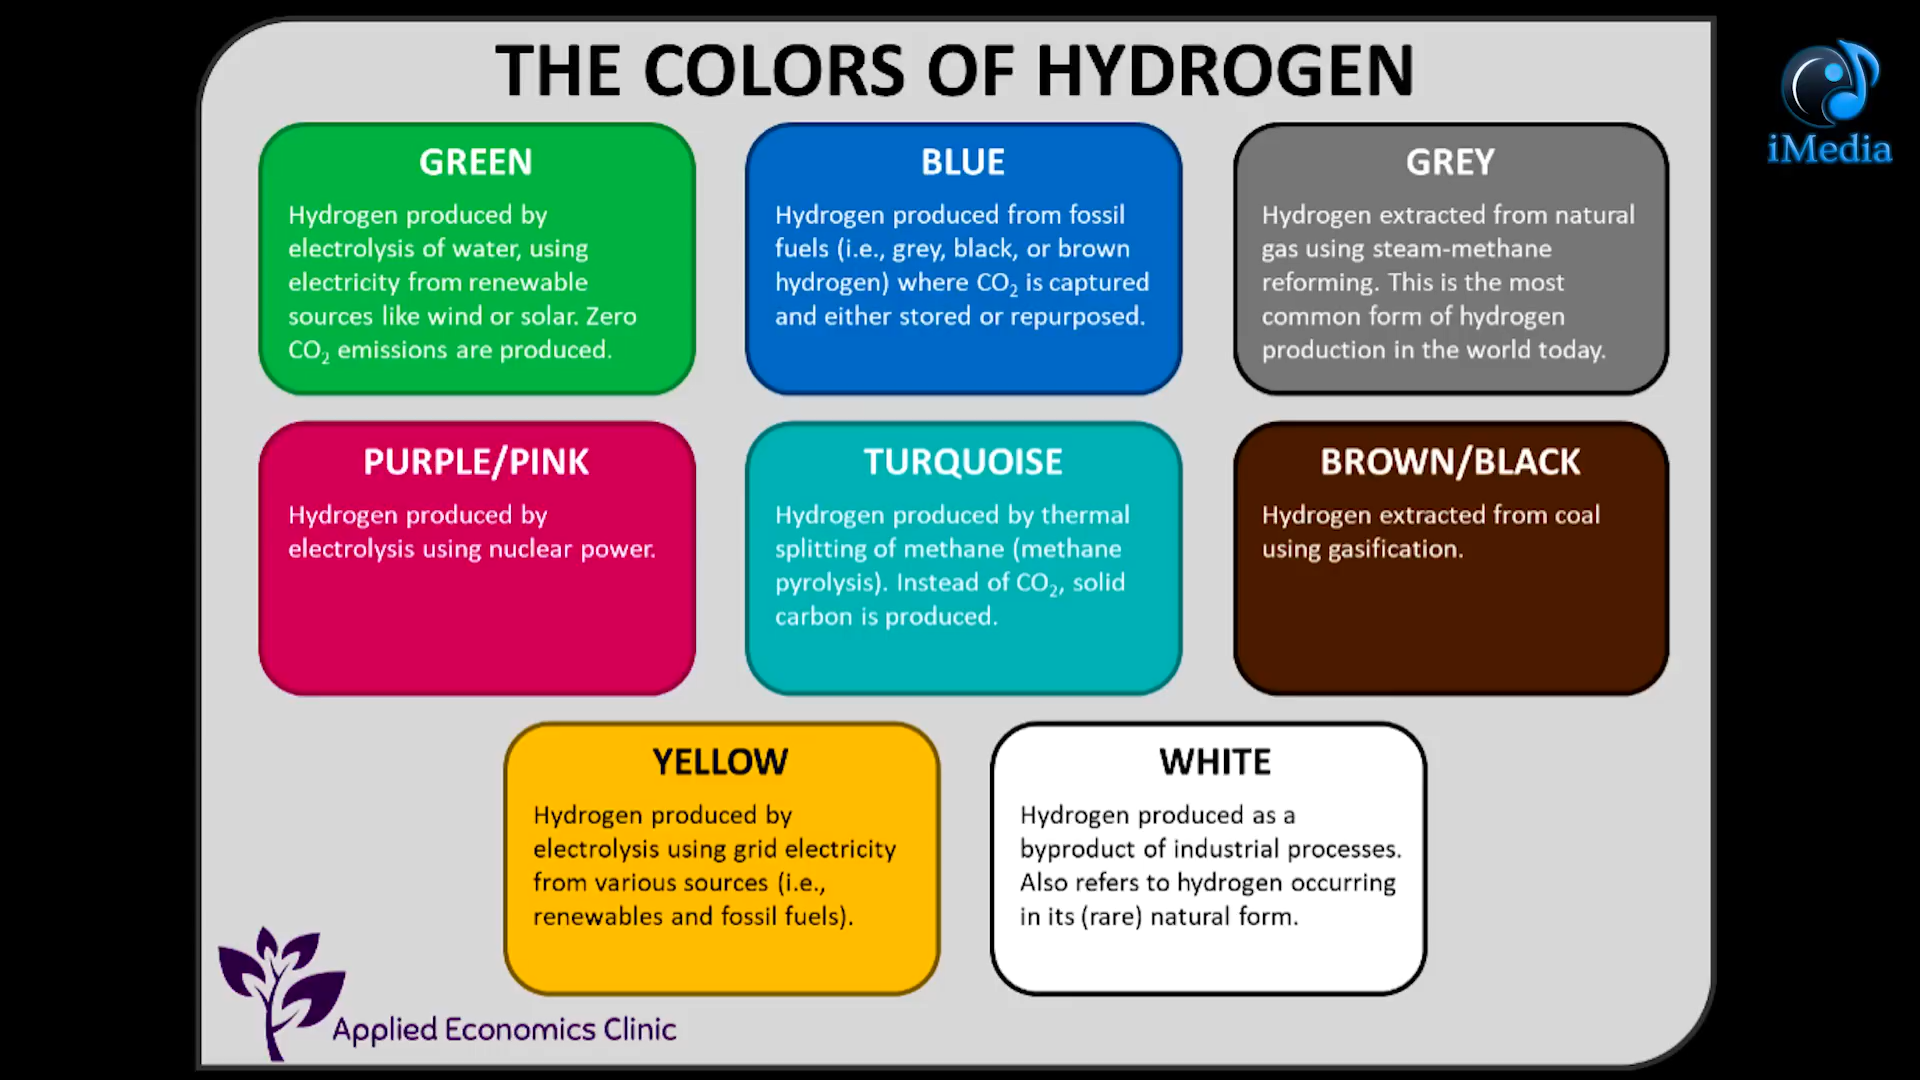 THE COLORS OF HYDROGEN
iMedia
GREEN
Hydrogen produced by
electrolysis of water, using
electricity from renewable
sources like wind or solar. Zero
CO₂ emissions are produced.
BLUE
Hydrogen produced from fossil
fuels (i.e., grey, black, or brown
hydrogen) where CO₂ is captured
and either stored or repurposed.
GREY
Hydrogen extracted from natural
gas using steam-methane
reforming. This is the most
common form of hydrogen
production in the world today.
PURPLE/PINK
Hydrogen produced by
electrolysis using nuclear power.
TURQUOISE
Hydrogen produced by thermal
splitting of methane (methane
pyrolysis). Instead of CO₂, solid
carbon is produced.
BROWN/BLACK
Hydrogen extracted from coal
using gasification.
YELLOW
Hydrogen produced by
electrolysis using grid electricity
from various sources (i.e.,
renewables and fossil fuels).
WHITE
Hydrogen produced as a
byproduct of industrial processes.
Also refers to hydrogen occurring
in its (rare) natural form.
Applied Economics Clinic